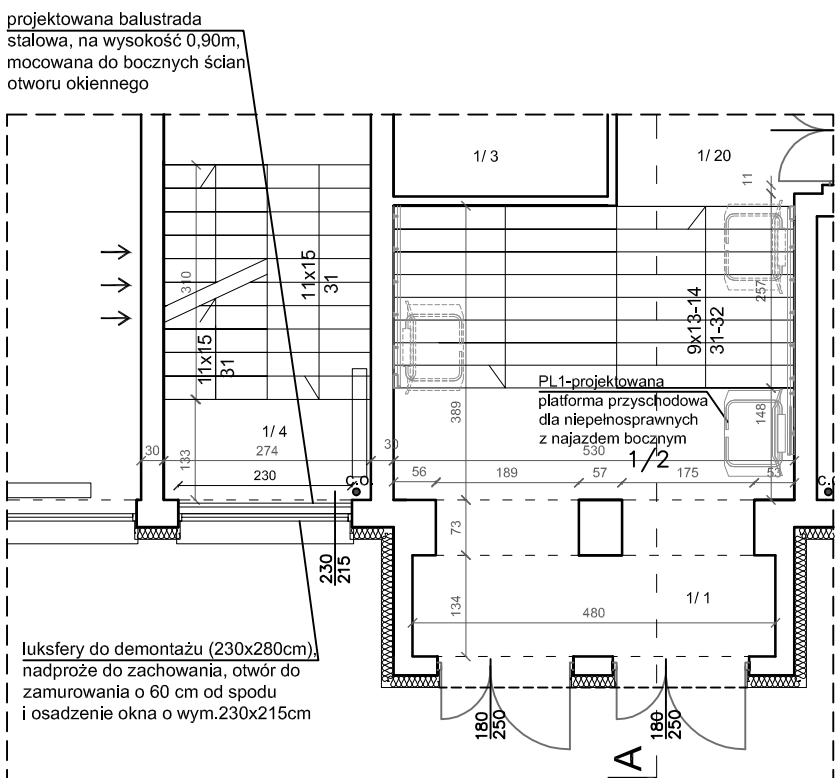 projektowana balustrada
stalowa, na wysokość 0,90m,
mocowana do bocznych ścian
otworu okiennego
1/ 3
1/ 20
11
310
11x15
31
11x15
31
257
9x13-14
31-32
PL1-projektowana
platforma przyschodowa
dla niepełnosprawnych
z najazdem bocznym
389
148
1/ 4
133
30
274
30
530
1/2
230
56
189
57
175
53
c.o.
230
215
73
134
480
1/ 1
luksfery do demontażu (230x280cm),
nadproże do zachowania, otwór do
zamurowania o 60 cm od spodu
i osadzenie okna o wym.230x215cm
180
250
180
250
A